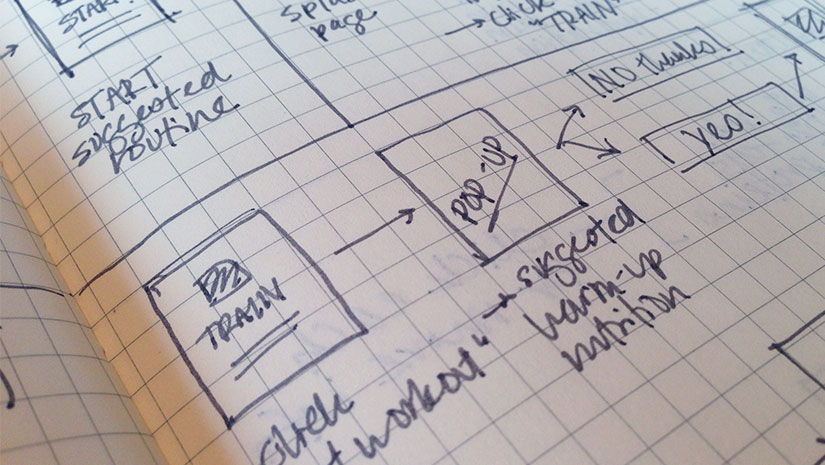 START
START
suggested
routine
page
→ click
"TRAIN"
No thanks!
yes!
POP-UP
TRAIN
→ suggested
warm-up
nutrition
click
workout"